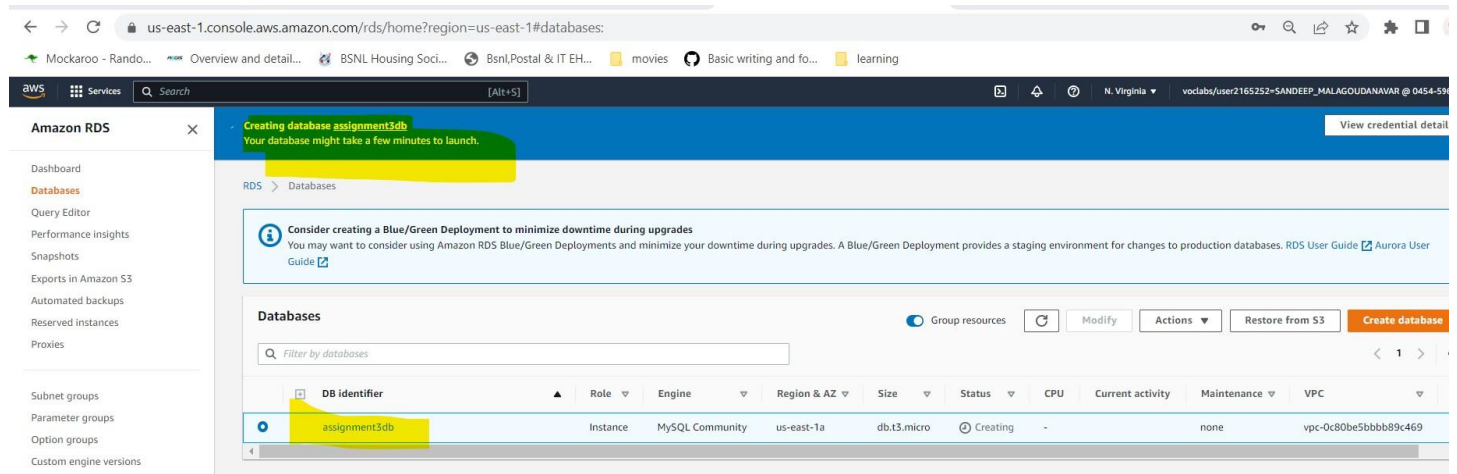 us-east-1.console.aws.amazon.com/rds/home?region=us-east-1#databases:
Mockaroo - Rando... Overview and detail... BSNL Housing Soci... Bsnl,Postal & IT EH... movies Basic writing and fo... learning
aws Services Search [Alt+S] N. Virginia ▼ voclabs/user2165252=SANDEEP_MALAGOUDANAVAR @ 0454-596
Amazon RDS
Creating database assignment3db
Your database might take a few minutes to launch.
View credential detail
Dashboard
Databases
Query Editor
Performance insights
Snapshots
Exports in Amazon S3
Automated backups
Reserved instances
Proxies
Subnet groups
Parameter groups
Option groups
Custom engine versions
RDS > Databases
Consider creating a Blue/Green Deployment to minimize downtime during upgrades
You may want to consider using Amazon RDS Blue/Green Deployments and minimize your downtime during upgrades. A Blue/Green Deployment provides a staging environment for changes to production databases. RDS User Guide Aurora User
Guide
Databases
Group resources Modify Actions ▼ Restore from S3 Create database
Filter by databases
< 1 >
DB identifier Role Engine Region & AZ Size Status CPU Current activity Maintenance VPC
assignment3db Instance MySQL Community us-east-1a db.t3.micro Creating - none vpc-0c80be5bbbb89c469